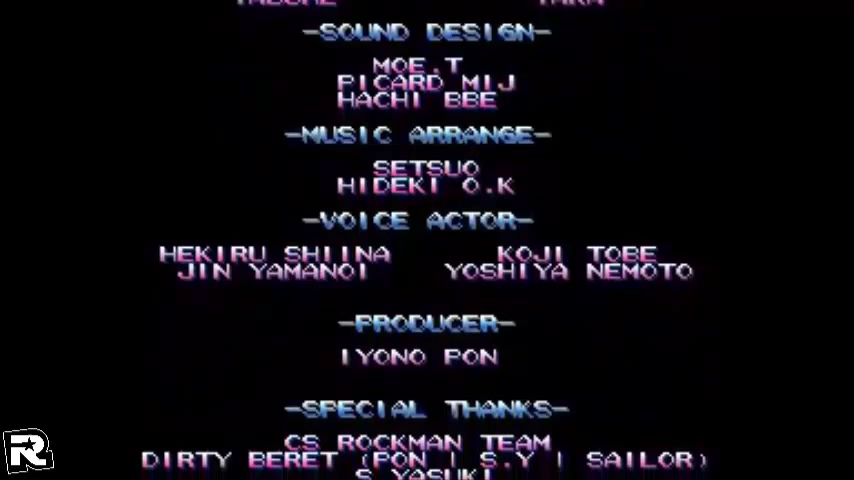 -SOUND DESIGN-
MOE.T
PICARD MIJ
HACHI BBE
-MUSIC ARRANGE-
SETSUO
HIDEKI O.K
-VOICE ACTOR-
HEKIRU SHIINA KOJI TOBE
JIN YAMANOI YOSHIYA NEMOTO
-PRODUCER-
IYONO PON
-SPECIAL THANKS-
CS ROCKMAN TEAM
DIRTY BERET (PON | S.Y | SAILOR)
S.YASUKI
R